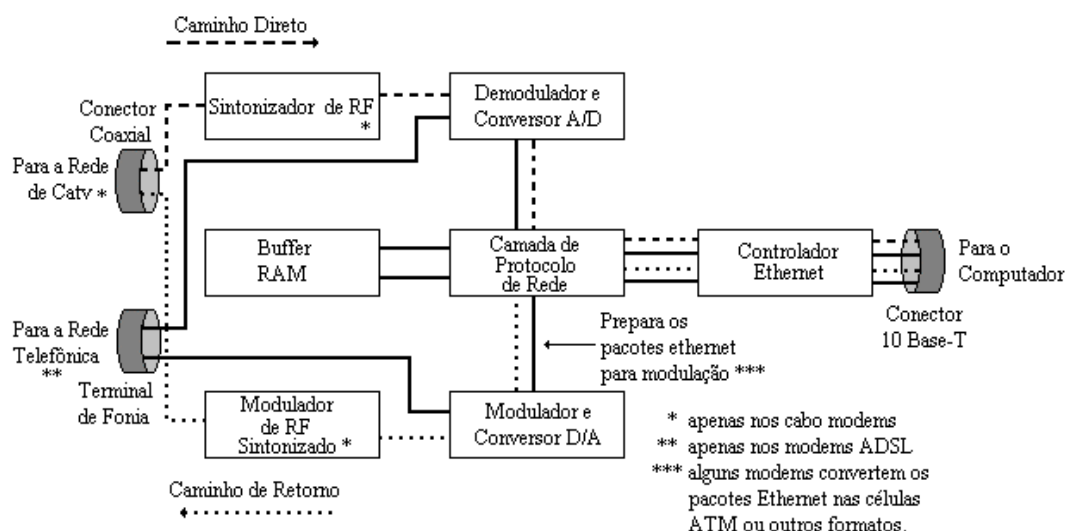 Caminho Direto
Sintonizador de RF
*
Demodulador e
Conversor A/D
Conector
Coaxial
Para a Rede
de Catv *
Buffer
RAM
Camada de
Protocolo
de Rede
Controlador
Ethernet
Para o
Computador
Conector
10 Base-T
Para a Rede
Telefônica
**
Terminal
de Fonia
Prepara os
pacotes ethernet
para modulação ***
Modulador
de RF
Sintonizado *
Modulador e
Conversor D/A
Caminho de Retorno
* apenas nos cabo modems
** apenas nos modems ADSL
*** alguns modems convertem os
pacotes Ethernet nas células
ATM ou outros formatos.